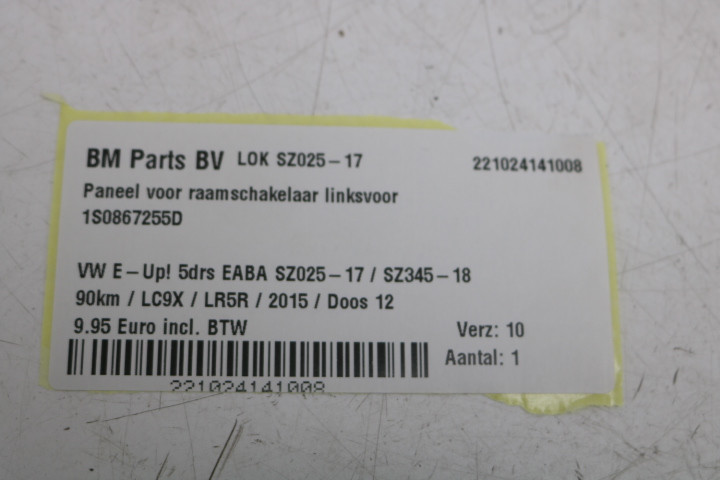 BM Parts BV LOK SZ025-17 221024141008
Paneel voor raamschakelaar linksvoor
1S0867255D
VW E-Up! 5drs EABA SZ025-17 / SZ345-18
90km / LC9X / LR5R / 2015 / Doos 12
9.95 Euro incl. BTW Verz: 10
Aantal: 1
221024141008